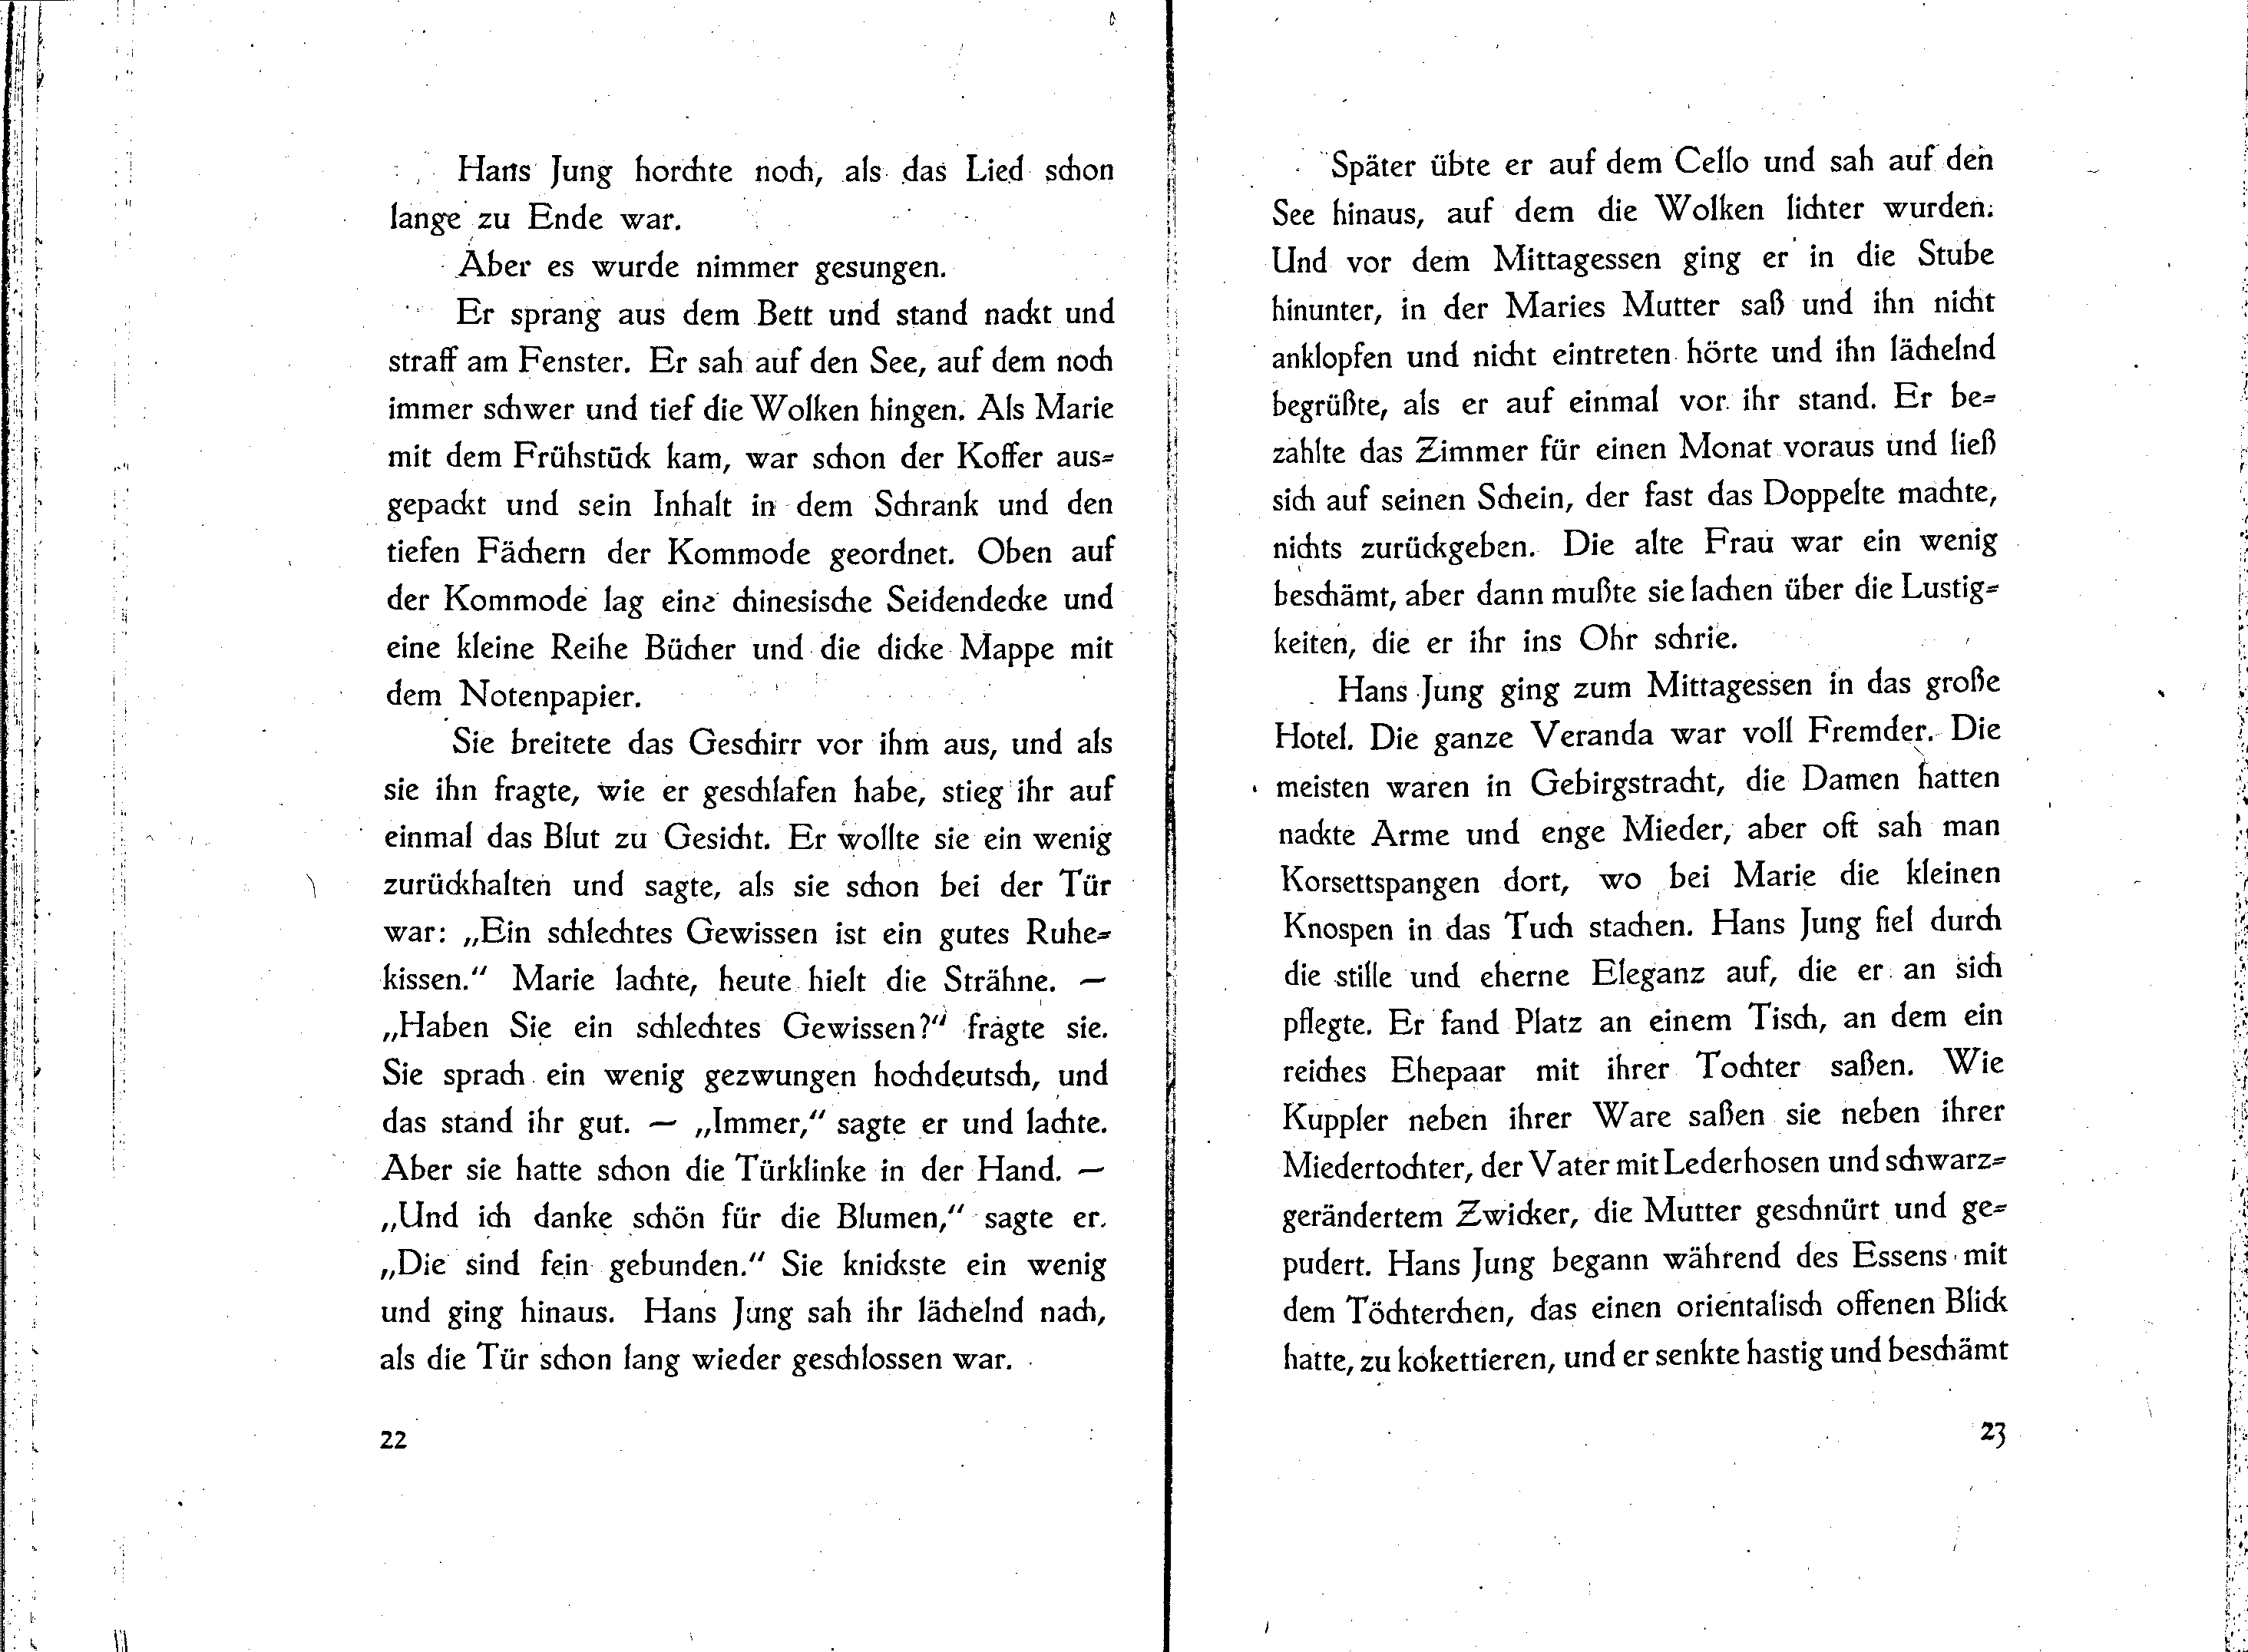 Hans Jung horchte noch, als das Lied schon
lange zu Ende war.
Aber es wurde nimmer gesungen.
Er sprang aus dem Bett und stand nackt und
straff am Fenster. Er sah auf den See, auf dem noch
immer schwer und tief die Wolken hingen. Als Marie
mit dem Frühstück kam, war schon der Koffer aus=
gepackt und sein Inhalt in dem Schrank und den
tiefen Fächern der Kommode geordnet. Oben auf
der Kommode lag eine chinesische Seidendecke und
eine kleine Reihe Bücher und die dicke Mappe mit
dem Notenpapier.
Sie breitete das Geschirr vor ihm aus, und als
sie ihn fragte, wie er geschlafen habe, stieg ihr auf
einmal das Blut zu Gesicht. Er wollte sie ein wenig
zurückhalten und sagte, als sie schon bei der Tür
war: „Ein schlechtes Gewissen ist ein gutes Ruhe=
kissen.“ Marie lachte, heute hielt die Strähne. —
„Haben Sie ein schlechtes Gewissen?“ fragte sie.
Sie sprach ein wenig gezwungen hochdeutsch, und
das stand ihr gut. — „Immer,“ sagte er und lachte.
Aber sie hatte schon die Türklinke in der Hand. —
„Und ich danke schön für die Blumen,“ sagte er.
„Die sind fein gebunden.“ Sie knickste ein wenig
und ging hinaus. Hans Jung sah ihr lächelnd nach,
als die Tür schon lang wieder geschlossen war.
22
Später übte er auf dem Cello und sah auf den
See hinaus, auf dem die Wolken lichter wurden.
Und vor dem Mittagessen ging er in die Stube
hinunter, in der Maries Mutter saß und ihn nicht
anklopfen und nicht eintreten hörte und ihn lächelnd
begrüßte, als er auf einmal vor ihr stand. Er be=
zahlte das Zimmer für einen Monat voraus und ließ
sich auf seinen Schein, der fast das Doppelte machte,
nichts zurückgeben. Die alte Frau war ein wenig
beschämt, aber dann mußte sie lachen über die Lustig=
keiten, die er ihr ins Ohr schrie.
Hans Jung ging zum Mittagessen in das große
Hotel. Die ganze Veranda war voll Fremder. Die
meisten waren in Gebirgstracht, die Damen hatten
nackte Arme und enge Mieder, aber oft sah man
Korsettspangen dort, wo bei Marie die kleinen
Knospen in das Tuch stachen. Hans Jung fiel durch
die stille und eherne Eleganz auf, die er an sich
pflegte. Er fand Platz an einem Tisch, an dem ein
reiches Ehepaar mit ihrer Tochter saßen. Wie
Kuppler neben ihrer Ware saßen sie neben ihrer
Miedertochter, der Vater mit Lederhosen und schwarz=
gerändertem Zwicker, die Mutter geschnürt und ge=
pudert. Hans Jung begann während des Essens mit
dem Töchterchen, das einen orientalisch offenen Blick
hatte, zu kokettieren, und er senkte hastig und beschämt
23